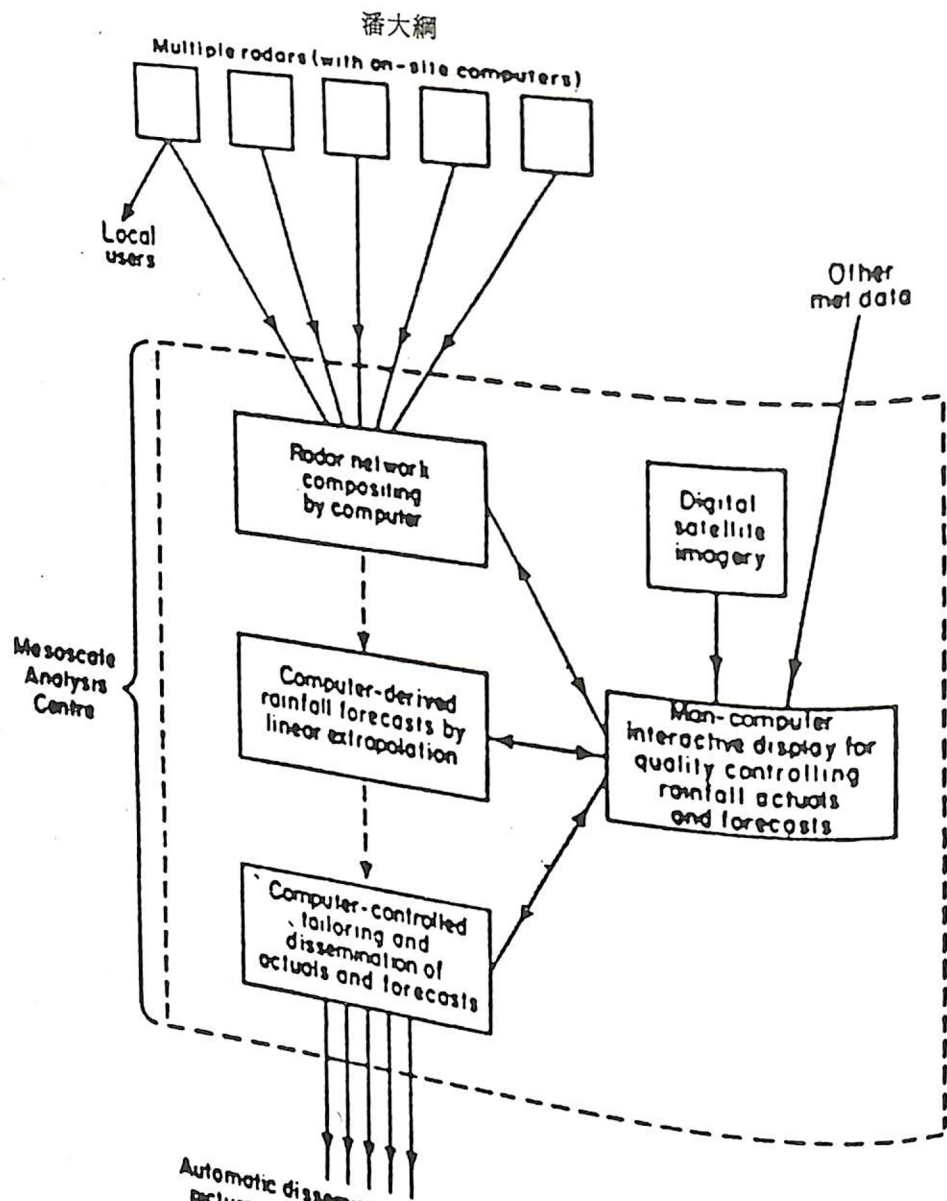 潘大綱
Multiple rodars (with on-site computers)
Local
users
Other
met data
Rodar network
compositing
by computer
Digital
satellite
imagery
Mesoscale
Analysis
Centre
Computer-derived
rainfall forecasts by
linear extrapolation
Man-computer
interactive display for
quality controlling
rainfall actuals
and forecasts
Computer-controlled
tailoring and
dissemination of
actuals and forecasts
Automatic